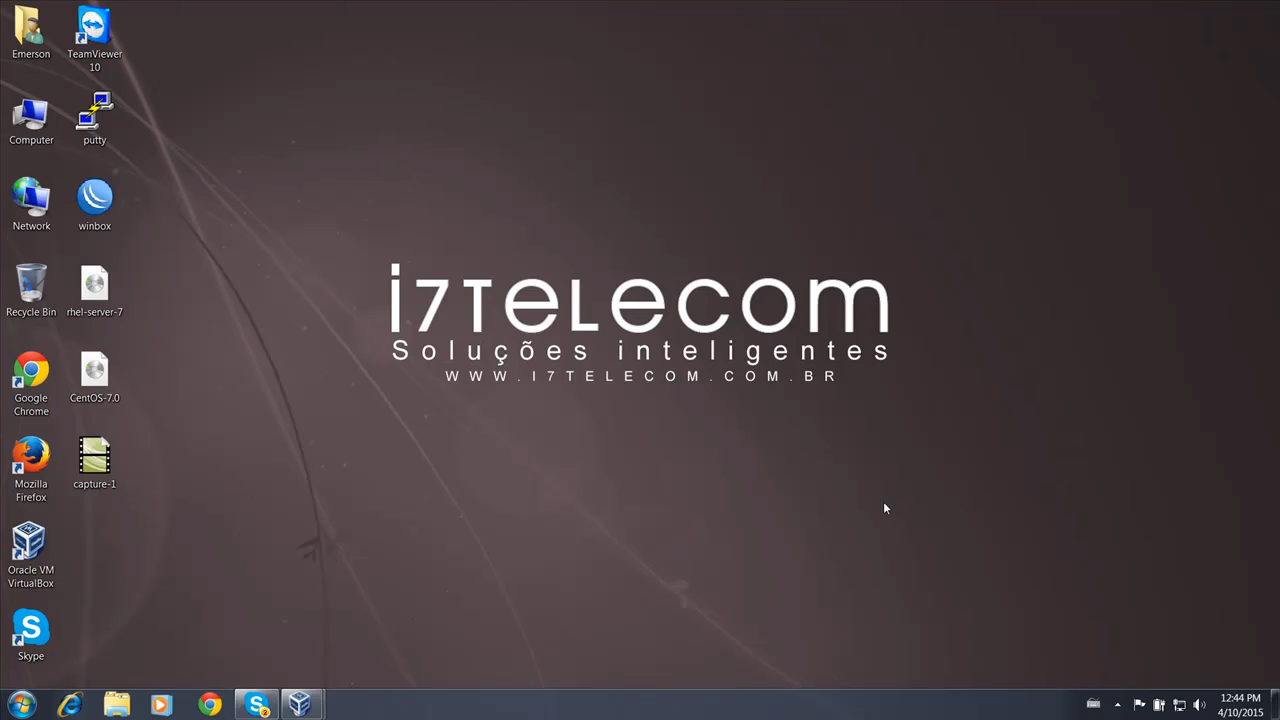 Emerson
TeamViewer
10
Computer
putty
Network
winbox
Recycle Bin
rhel-server-7
Google
Chrome
CentOS-7.0
Mozilla
Firefox
capture-1
Oracle VM
VirtualBox
Skype
i7TELECOM
Soluções inteligentes
WWW.I7TELECOM.COM.BR
2
12:44 PM
4/10/2015